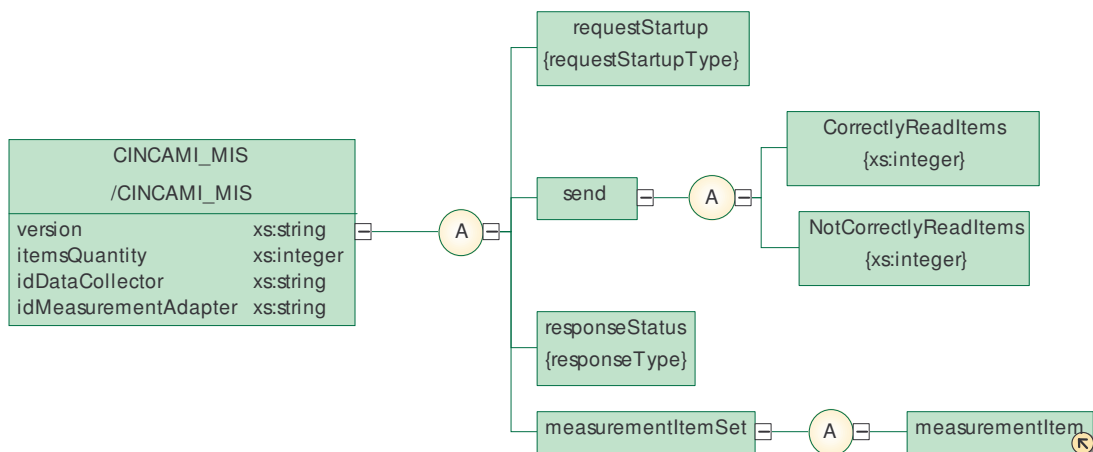 CINCAMI_MIS
/CINCAMI_MIS
version xs:string
itemsQuantity xs:integer
idDataCollector xs:string
idMeasurementAdapter xs:string
A
requestStartup
{requestStartupType}
send
A
CorrectlyReadItems
{xs:integer}
NotCorrectlyReadItems
{xs:integer}
responseStatus
{responseType}
measurementItemSet
A
measurementItem